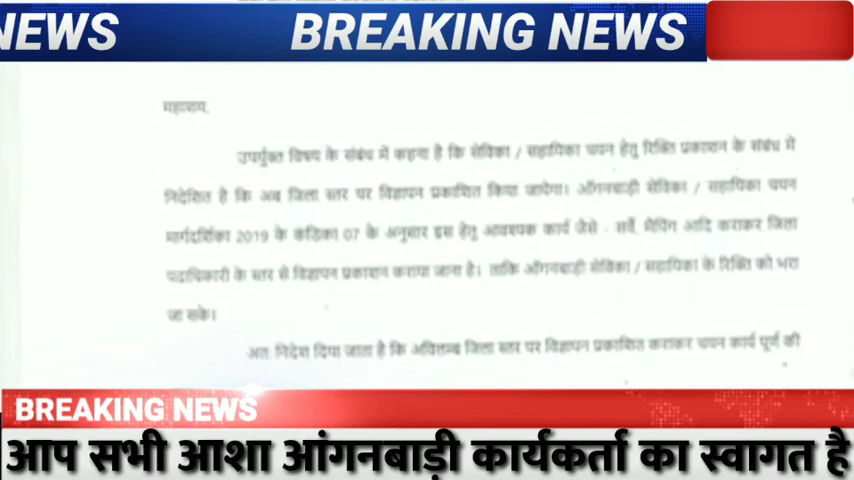 NEWS BREAKING NEWS
महाशय,
उपर्युक्त विषय के संबंध में कहना है कि सेविका / सहायिका चयन हेतु रिक्ति प्रकाशन के संबंध में
निदेशित है कि अब जिला स्तर पर विज्ञापन प्रकाशित किया जायेगा। आँगनबाड़ी सेविका / सहायिका चयन
मार्गदर्शिका 2019 के कंडिका 07 के अनुसार इस हेतु आवश्यक कार्य जैसे - सर्वे, मैपिंग आदि कराकर जिला
पदाधिकारी के स्तर से विज्ञापन प्रकाशन कराया जाना है। ताकि आँगनबाड़ी सेविका / सहायिका के रिक्ति को भरा
जा सके।
अतः निदेश दिया जाता है कि अविलम्ब जिला स्तर पर विज्ञापन प्रकाशित कराकर चयन कार्य पूर्ण की
BREAKING NEWS
आप सभी आशा आंगनबाड़ी कार्यकर्ता का स्वागत है